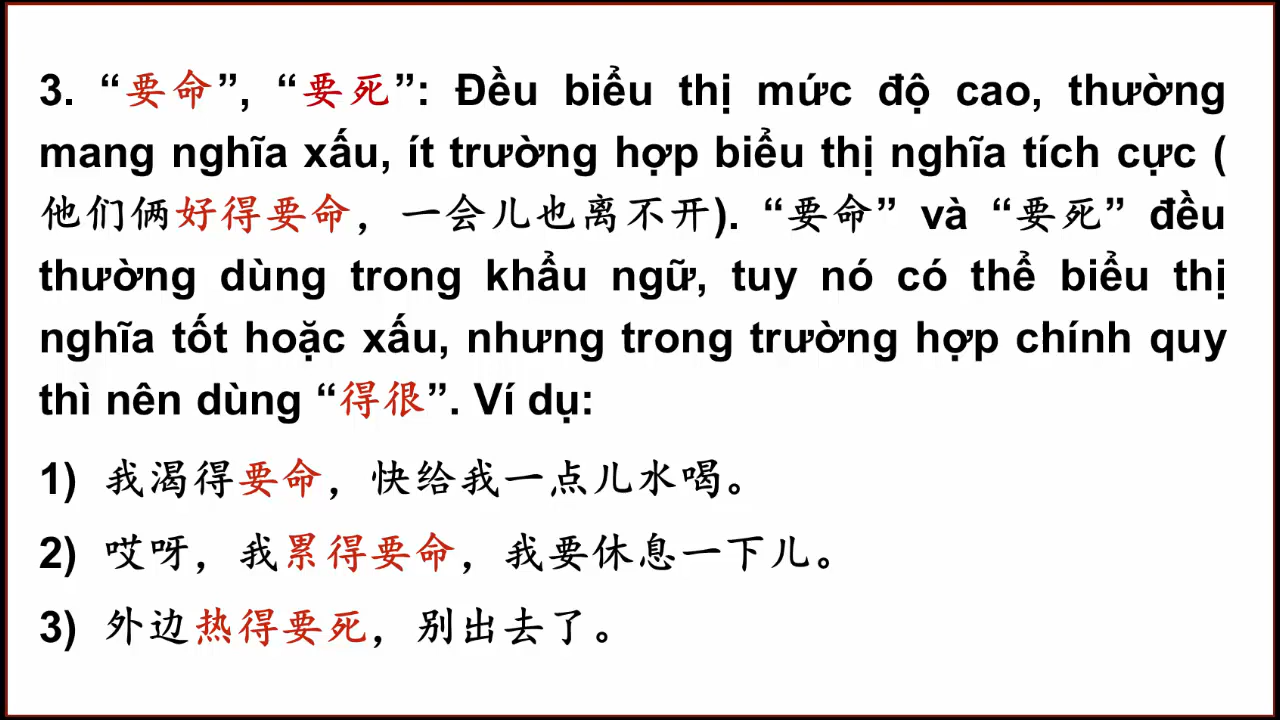 3. “要命”, “要死”: Đều biểu thị mức độ cao, thường
mang nghĩa xấu, ít trường hợp biểu thị nghĩa tích cực (
他们俩好得要命，一会儿也离不开). “要命” và “要死” đều
thường dùng trong khẩu ngữ, tuy nó có thể biểu thị
nghĩa tốt hoặc xấu, nhưng trong trường hợp chính quy
thì nên dùng “得很”. Ví dụ:
1) 我渴得要命，快给我一点儿水喝。
2) 哎呀，我累得要命，我要休息一下儿。
3) 外边热得要死，别出去了。